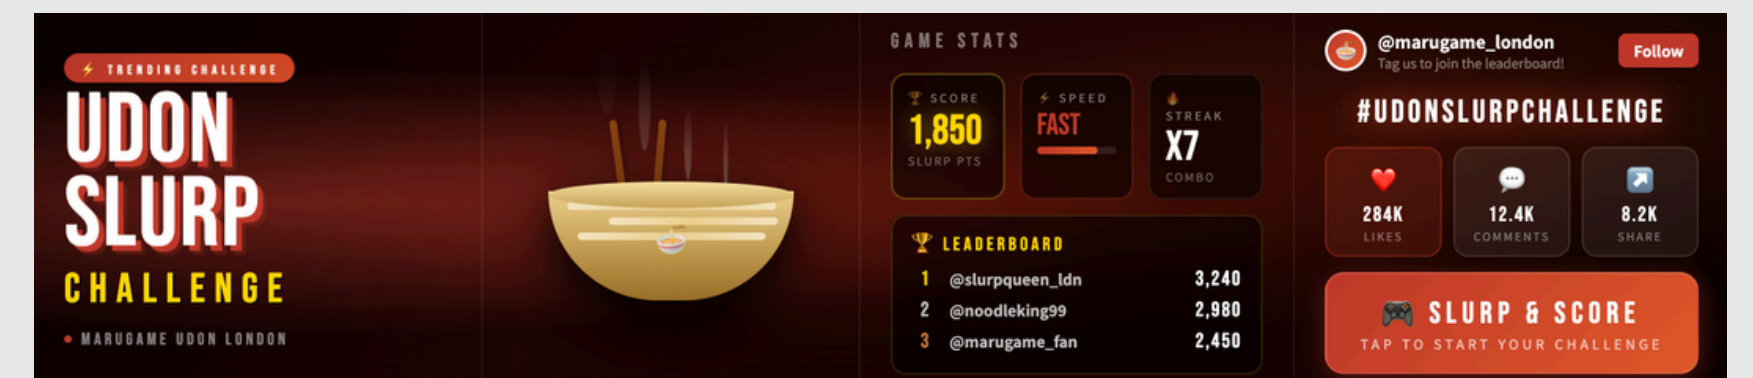 TRENDING CHALLENGE
UDON
SLURP
CHALLENGE
MARUGAME UDON LONDON
GAME STATS
SCORE
1,850
SLURP PTS
SPEED
FAST
STREAK
X7
COMBO
LEADERBOARD
1 @slurpqueen_ldn 3,240
2 @noodleking99 2,980
3 @marugame_fan 2,450
@marugame_london
Tag us to join the leaderboard!
Follow
#UDONSLURPCHALLENGE
284K
LIKES
12.4K
COMMENTS
8.2K
SHARE
SLURP & SCORE
TAP TO START YOUR CHALLENGE